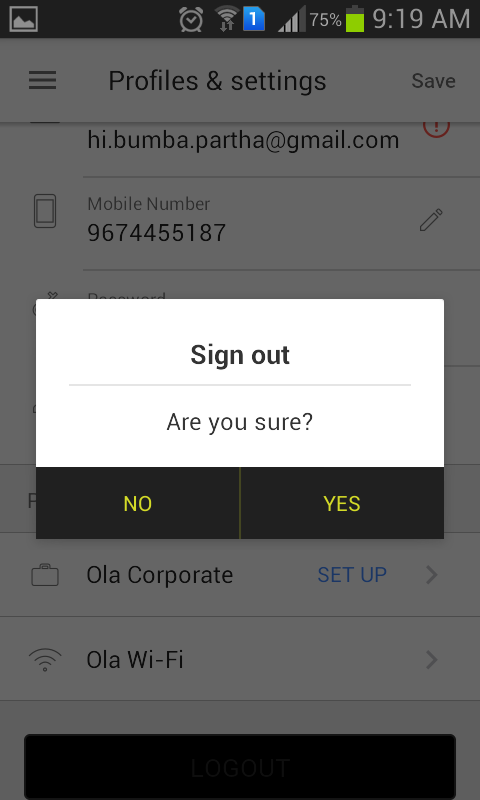 1 75% 9:19 AM
Profiles & settings Save
hi.bumba.partha@gmail.com
Mobile Number
9674455187
Password
Sign out
Are you sure?
NO YES
Ola Corporate SET UP
Ola Wi-Fi
LOGOUT